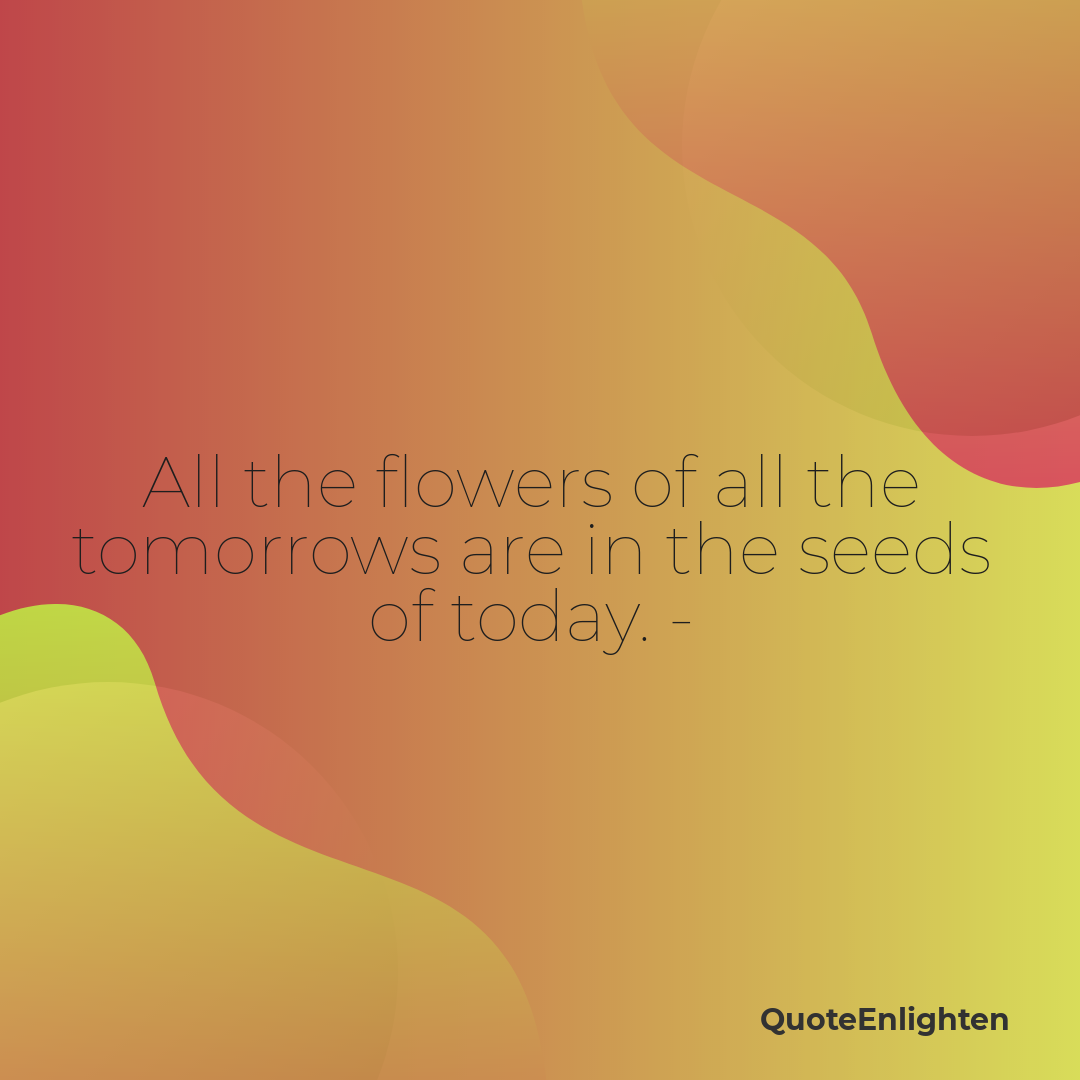 All the flowers of all the
tomorrows are in the seeds
of today. -
QuoteEnlighten